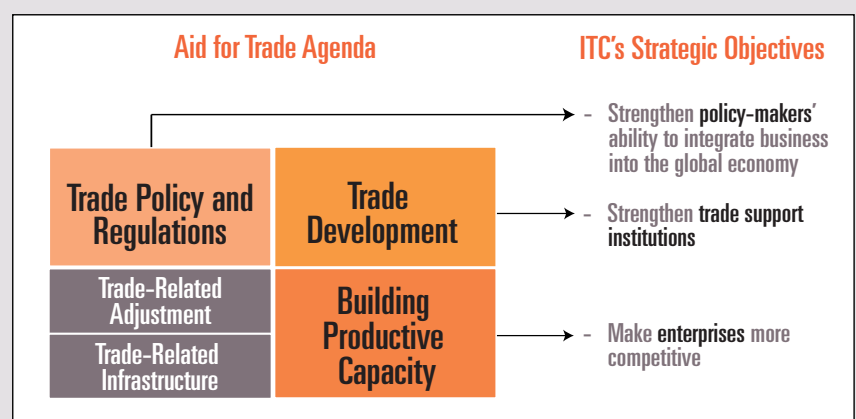 Aid for Trade Agenda
ITC's Strategic Objectives
- Strengthen policy-makers'
ability to integrate business
into the global economy
Trade Policy and
Regulations
Trade
Development
- Strengthen trade support
institutions
Trade-Related
Adjustment
Trade-Related
Infrastructure
Building
Productive
Capacity
- Make enterprises more
competitive